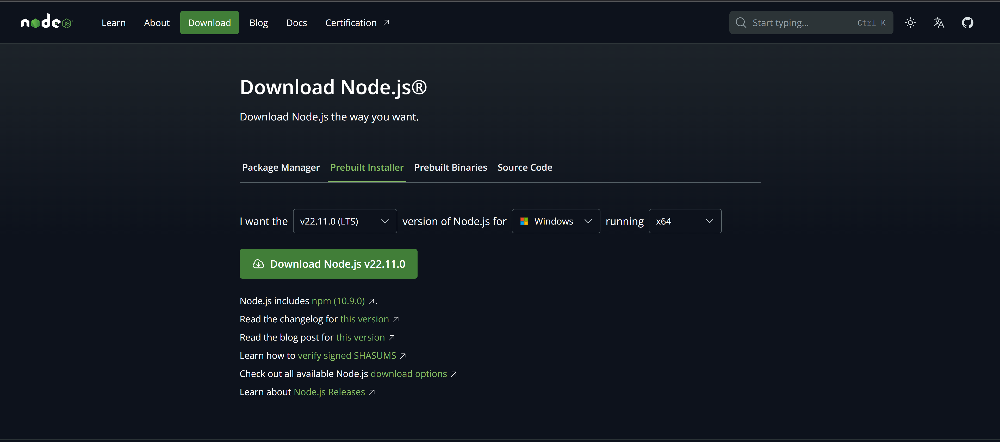 node JS
Learn About Download Blog Docs Certification
Start typing... Ctrl K
Download Node.js®
Download Node.js the way you want.
Package Manager Prebuilt Installer Prebuilt Binaries Source Code
I want the v22.11.0 (LTS) version of Node.js for Windows running x64
Download Node.js v22.11.0
Node.js includes npm (10.9.0) .
Read the changelog for this version
Read the blog post for this version
Learn how to verify signed SHASUMS
Check out all available Node.js download options
Learn about Node.js Releases